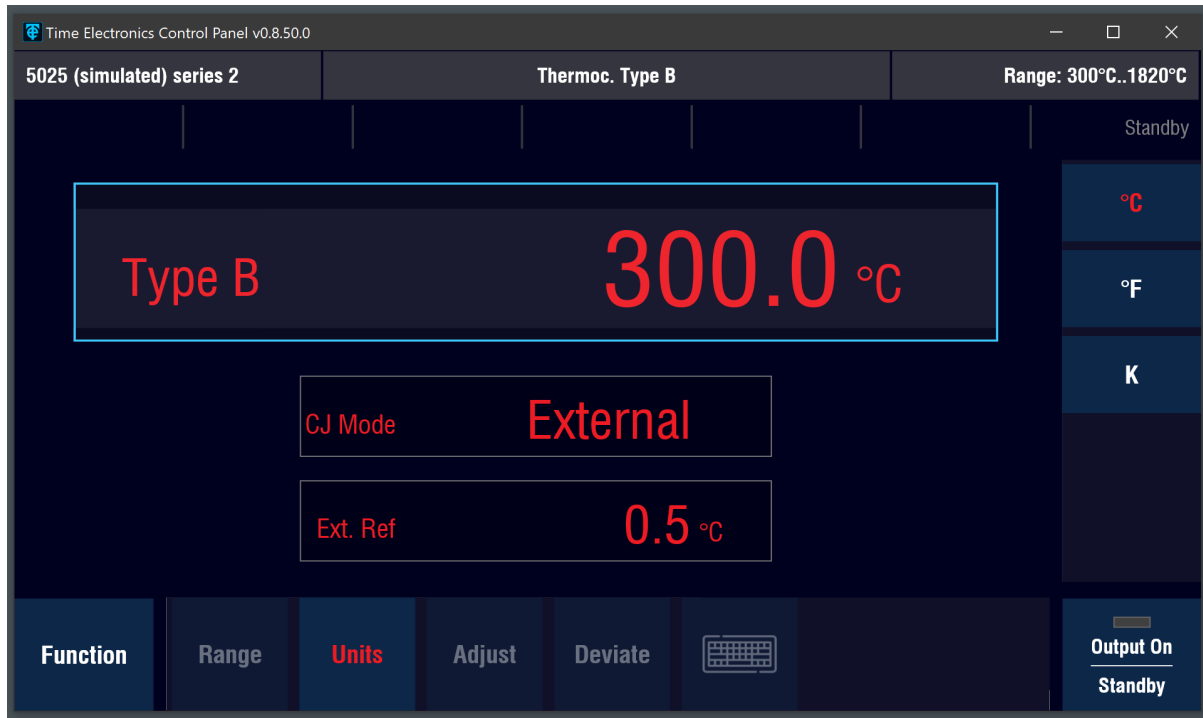 Time Electronics Control Panel v0.8.50.0
5025 (simulated) series 2
Thermoc. Type B
Range: 300°C..1820°C
Standby
Type B 300.0 °C
CJ Mode External
Ext. Ref 0.5 °C
°C
°F
K
Function Range Units Adjust Deviate
Output On
Standby